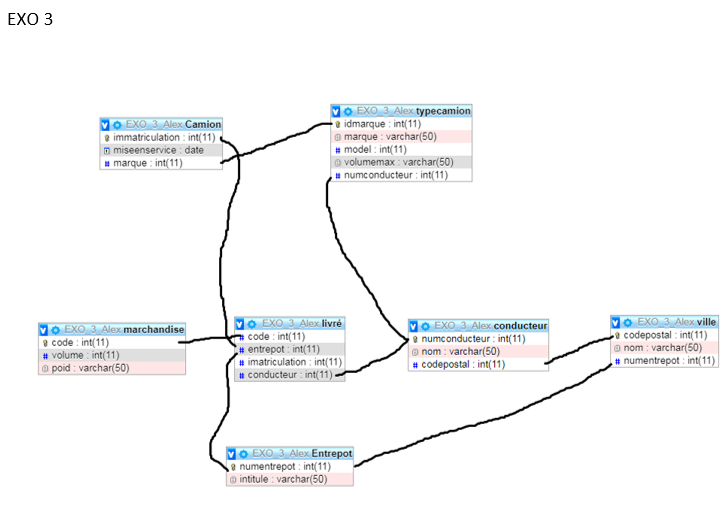 EXO 3
EXO_3_Alex Camion
immatriculation : int(11)
miseenservice : date
marque : int(11)
EXO_3_Alex typecamion
idmarque : int(11)
marque : varchar(50)
model : int(11)
volumemax : varchar(50)
numconducteur : int(11)
EXO_3_Alex marchandise
code : int(11)
volume : int(11)
poid : varchar(50)
EXO_3_Alex livré
code : int(11)
entrepot : int(11)
imatriculation : int(11)
conducteur : int(11)
EXO_3_Alex conducteur
numconducteur : int(11)
nom : varchar(50)
codepostal : int(11)
EXO_3_Alex ville
codepostal : int(11)
nom : varchar(50)
numentrepot : int(11)
EXO_3_Alex Entrepot
numentrepot : int(11)
intitule : varchar(50)